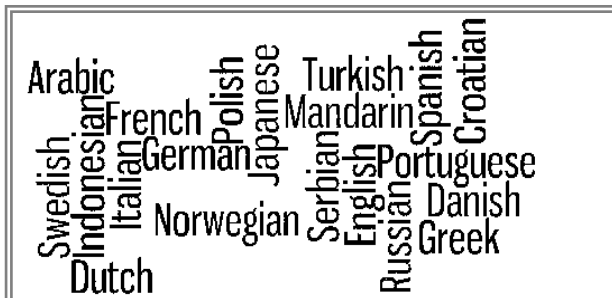 Arabic
French
Polish
Japanese
Turkish
Mandarin
Spanish
Croatian
Swedish
Indonesian
Italian
German
Norwegian
Serbian
English
Portuguese
Russian
Danish
Greek
Dutch